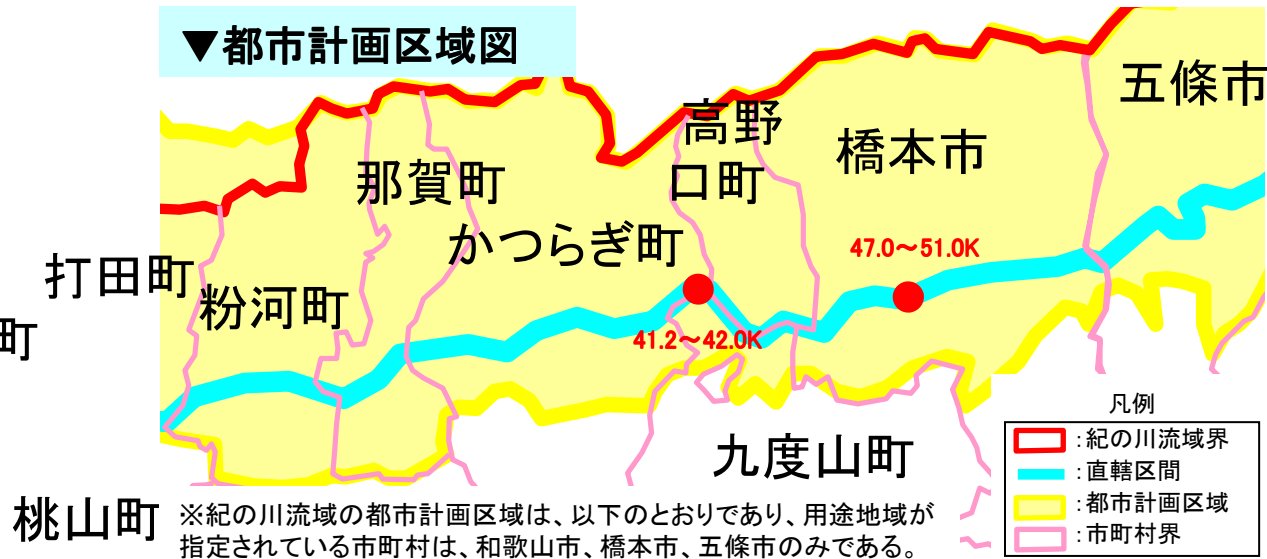 ▼都市計画区域図
五條市
高野
口町
橋本市
那賀町
かつらぎ町
47.0～51.0K
打田町
粉河町
町
41.2～42.0K
九度山町
桃山町
凡例
:紀の川流域界
:直轄区間
:都市計画区域
:市町村界
※紀の川流域の都市計画区域は、以下のとおりであり、用途地域が
指定されている市町村は、和歌山市、橋本市、五條市のみである。